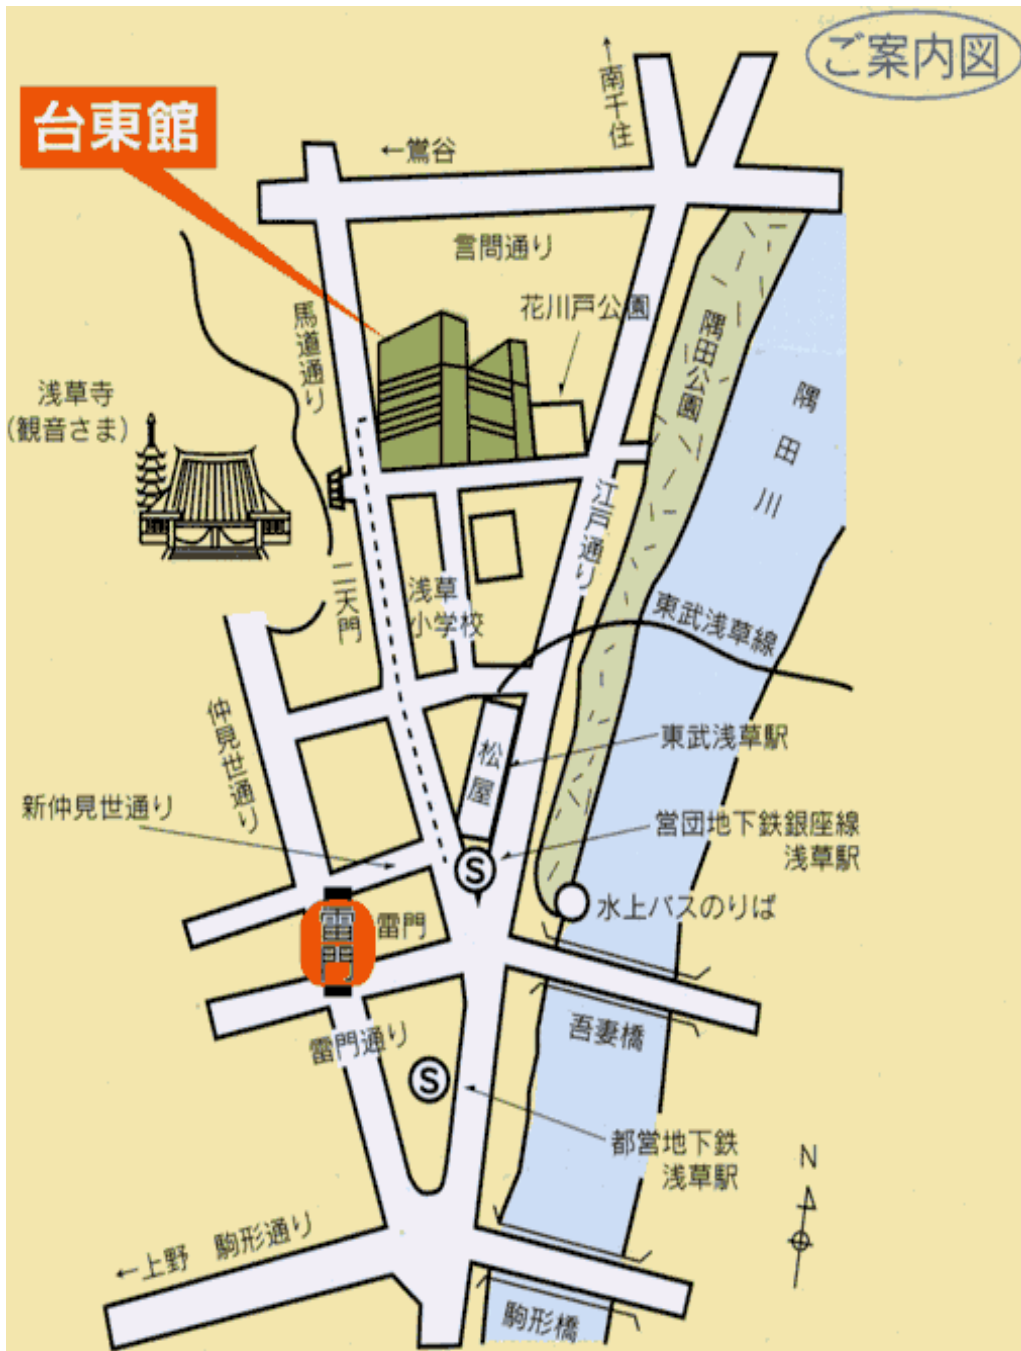 ご案内図
←南千住
台東館
←鶯谷
言問通り
花川戸公園
馬道通り
隅田公園
隅田川
浅草寺
(観音さま)
江戸通り
二天門
浅草
小学校
東武浅草線
仲見世通り
松屋
東武浅草駅
新仲見世通り
営団地下鉄銀座線
浅草駅
S
水上バスのりば
雷門
雷門
雷門通り
吾妻橋
S
都営地下鉄
浅草駅
N
←上野 駒形通り
駒形橋